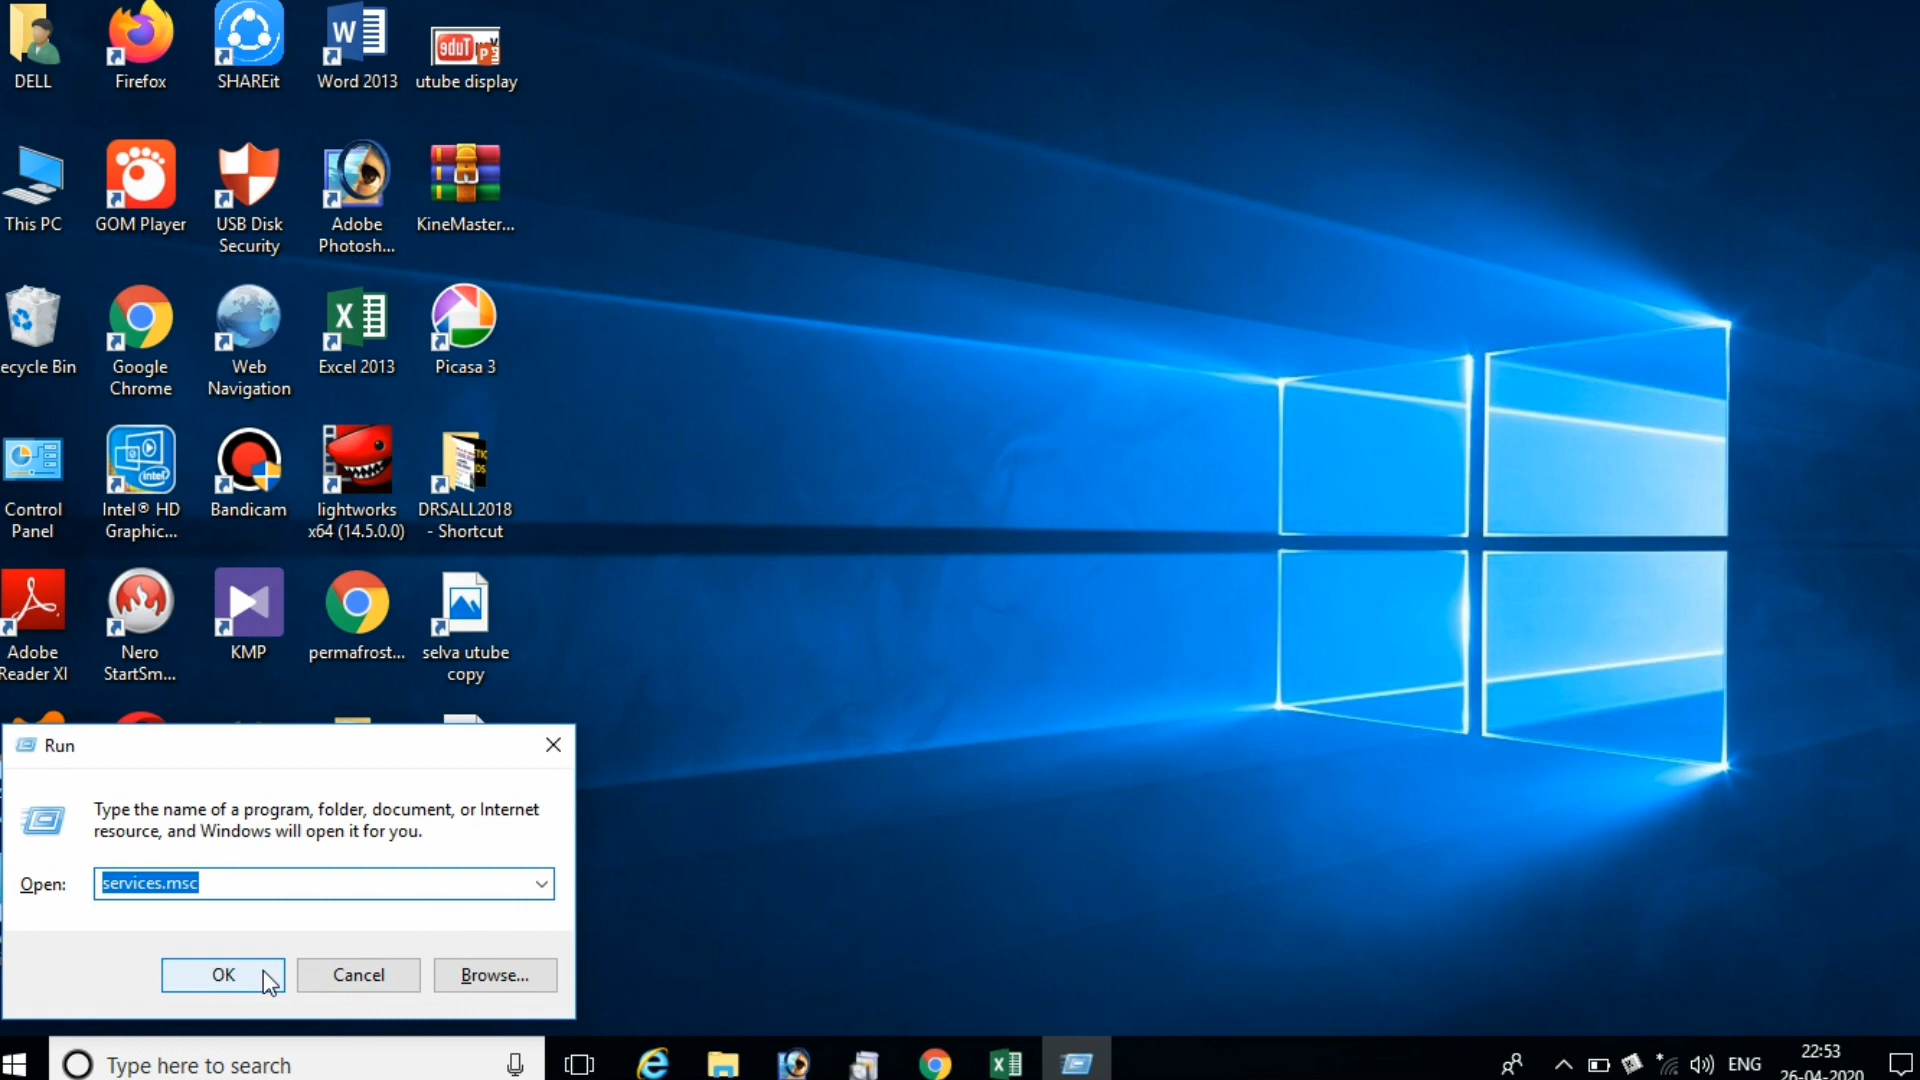 DELL
Firefox
SHAREit
Word 2013
utube display
This PC
GOM Player
USB Disk
Security
Adobe
Photosh...
KineMaster...
ecycle Bin
Google
Chrome
Web
Navigation
Excel 2013
Picasa 3
Control
Panel
Intel® HD
Graphic...
Bandicam
lightworks
x64 (14.5.0.0)
DRSALL2018
- Shortcut
Adobe
Reader XI
Nero
StartSm...
KMP
permafrost...
selva utube
copy
Run
Type the name of a program, folder, document, or Internet
resource, and Windows will open it for you.
Open:
services.msc
OK
Cancel
Browse...
Type here to search
ENG
22:53
26-04-2020